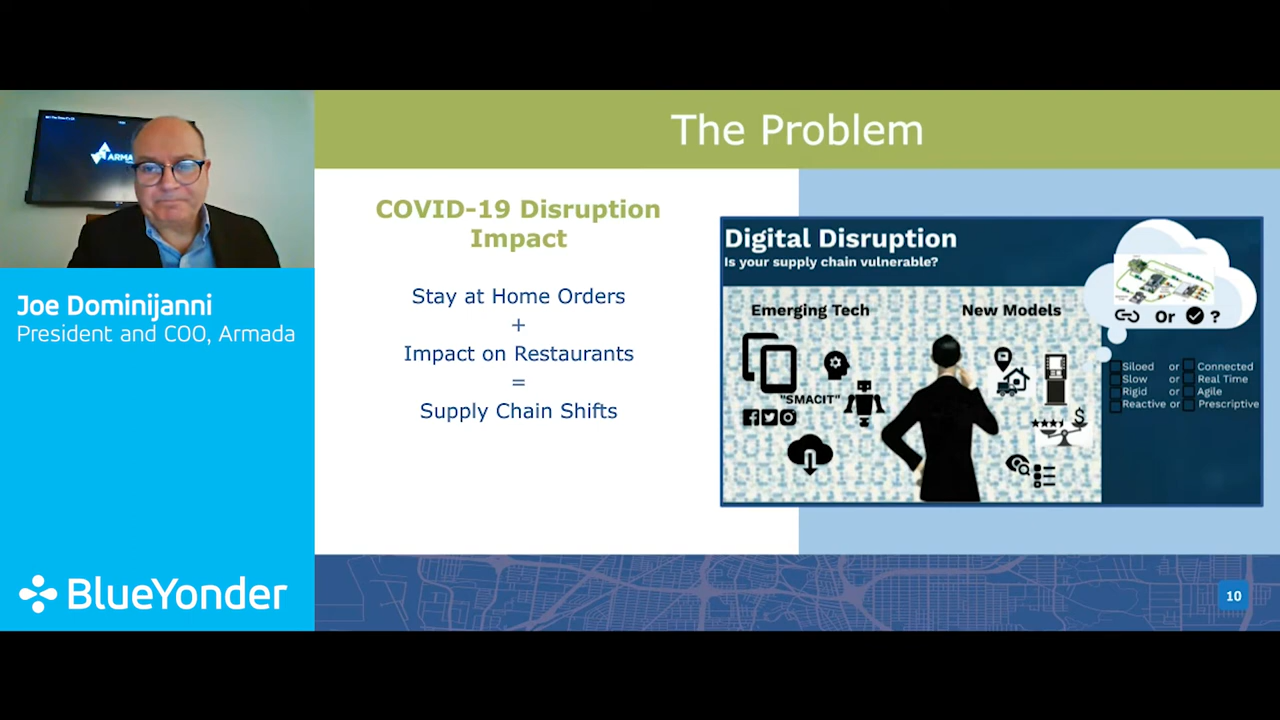 ARMA
Joe Dominijanni
President and COO, Armada
BlueYonder
The Problem
COVID-19 Disruption
Impact
Stay at Home Orders
+
Impact on Restaurants
=
Supply Chain Shifts
Digital Disruption
Is your supply chain vulnerable?
Emerging Tech
New Models
"SMACIT"
$
Or ?
Siloed or Connected
Slow or Real Time
Rigid or Agile
Reactive or Prescriptive
10